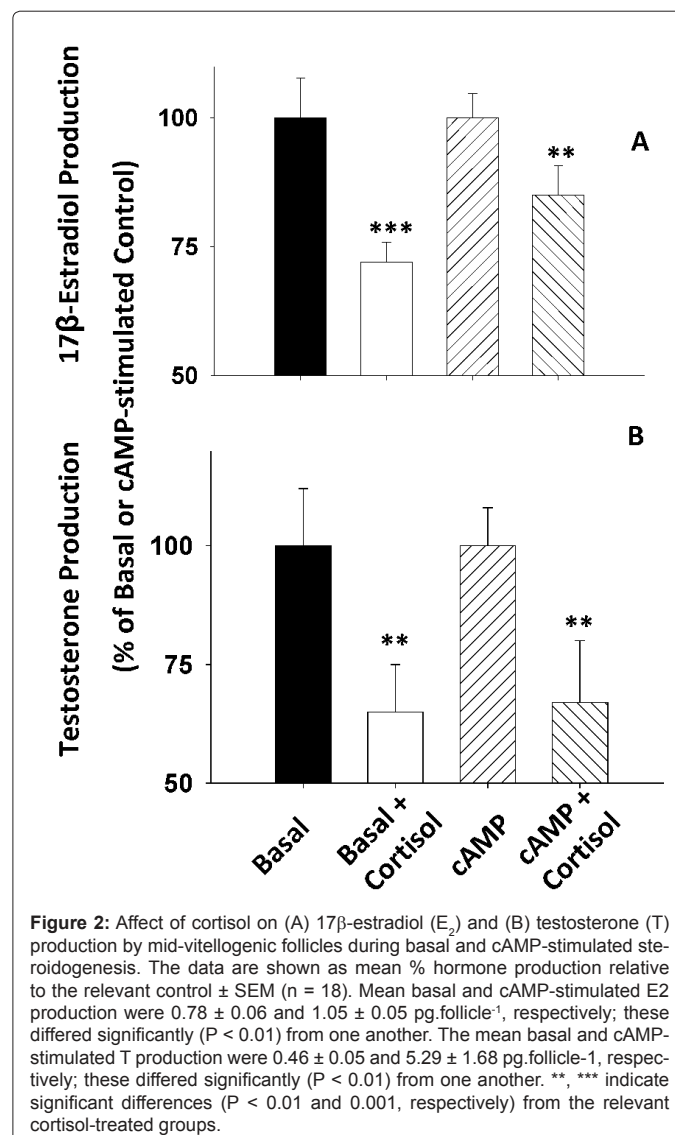 17β-Estradiol Production
Testosterone Production
(% of Basal or cAMP-stimulated Control)
100
75
50
***
**
A
B
100
75
50
**
**
Basal
Basal +
Cortisol
cAMP
cAMP +
Cortisol
Figure 2: Affect of cortisol on (A) 17β-estradiol (E₂) and (B) testosterone (T)
production by mid-vitellogenic follicles during basal and cAMP-stimulated ste-
roidogenesis. The data are shown as mean % hormone production relative
to the relevant control ± SEM (n = 18). Mean basal and cAMP-stimulated E2
production were 0.78 ± 0.06 and 1.05 ± 0.05 pg.follicle⁻¹, respectively; these
differed significantly (P < 0.01) from one another. The mean basal and cAMP-
stimulated T production were 0.46 ± 0.05 and 5.29 ± 1.68 pg.follicle-1, respec-
tively; these differed significantly (P < 0.01) from one another. **, *** indicate
significant differences (P < 0.01 and 0.001, respectively) from the relevant
cortisol-treated groups.